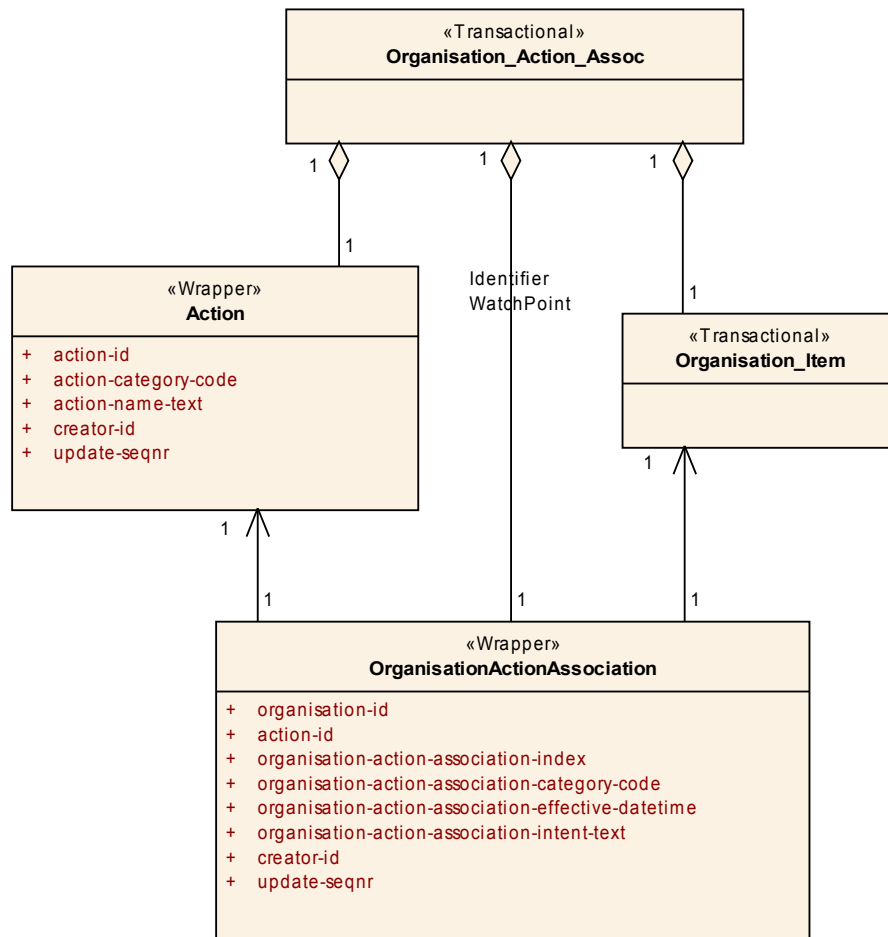 «Transactional»
Organisation_Action_Assoc
1
1
1
1
Identifier
WatchPoint
1
«Wrapper»
Action
+ action-id
+ action-category-code
+ action-name-text
+ creator-id
+ update-seqnr
«Transactional»
Organisation_Item
1
1
1
1
1
«Wrapper»
OrganisationActionAssociation
+ organisation-id
+ action-id
+ organisation-action-association-index
+ organisation-action-association-category-code
+ organisation-action-association-effective-datetime
+ organisation-action-association-intent-text
+ creator-id
+ update-seqnr